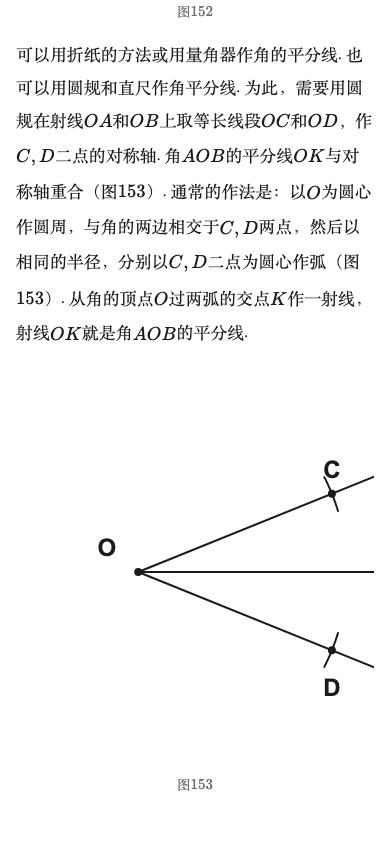 图152
可以用折纸的方法或用量角器作角的平分线. 也
可以用圆规和直尺作角平分线. 为此，需要用圆
规在射线OA和OB上取等长线段OC和OD，作
C, D二点的对称轴. 角AOB的平分线OK与对
称轴重合（图153）. 通常的作法是：以O为圆心
作圆周，与角的两边相交于C, D两点，然后以
相同的半径，分别以C, D二点为圆心作弧（图
153）. 从角的顶点O过两弧的交点K作一射线，
射线OK就是角AOB的平分线.
C
O
D
图153